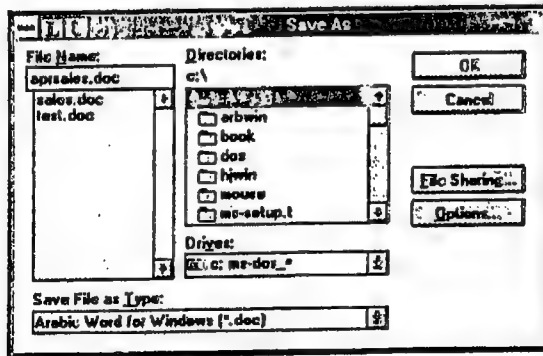 Save As
File Name:
aprsales.doc
sales.doc
test.doc
Directories:
c:\
arbwin
book
dos
hjwin
mouse
ms-setup.t
Drives:
c: ms-dos_*
Save File as Type:
Arabic Word for Windows (*.doc)
OK
Cancel
File Sharing...
Options...